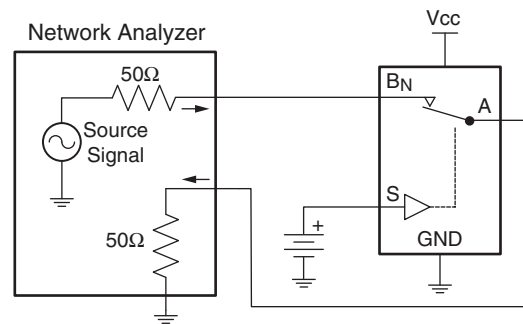 Network Analyzer
Vcc
50Ω
BN
A
Source
Signal
S
+
50Ω
GND